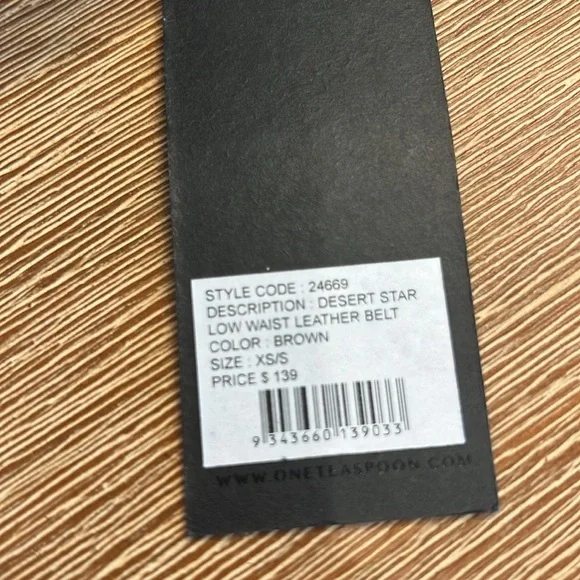 STYLE CODE : 24669
DESCRIPTION : DESERT STAR
LOW WAIST LEATHER BELT
COLOR : BROWN
SIZE : XS/S
PRICE $ 139
9 343660 139033
WWW.ONETEASPOON.COM